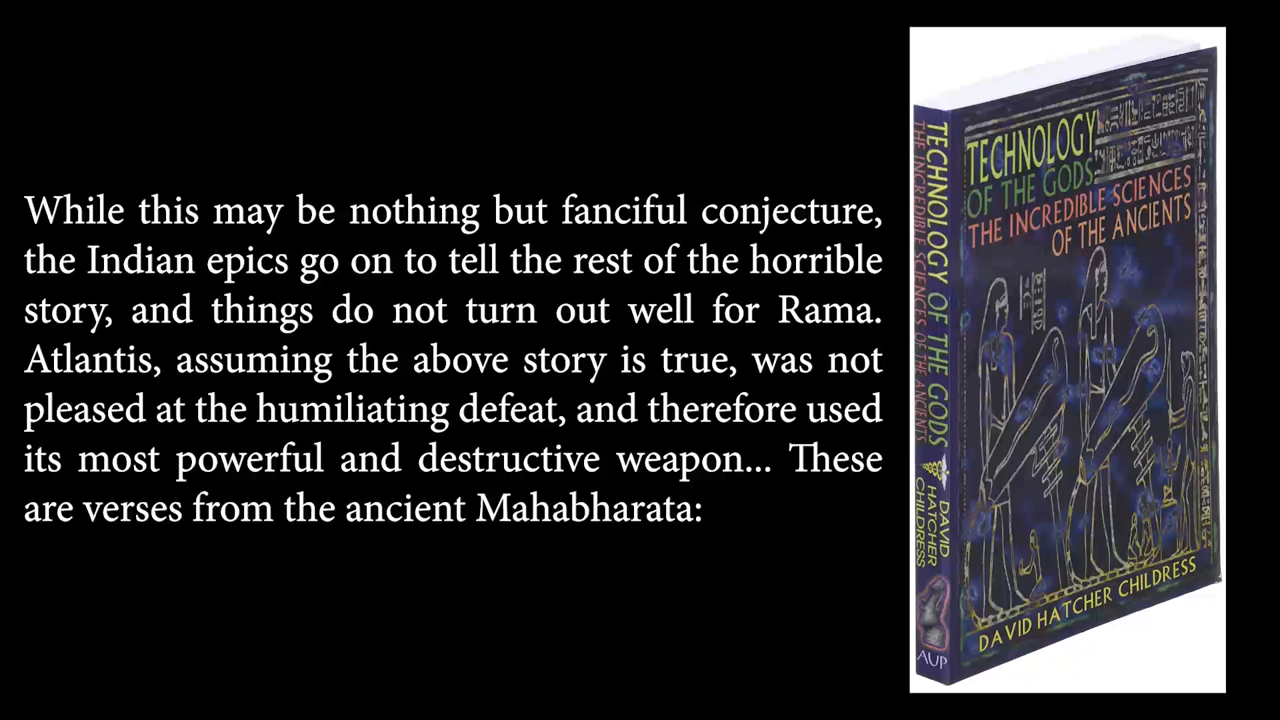 While this may be nothing but fanciful conjecture,
the Indian epics go on to tell the rest of the horrible
story, and things do not turn out well for Rama.
Atlantis, assuming the above story is true, was not
pleased at the humiliating defeat, and therefore used
its most powerful and destructive weapon... These
are verses from the ancient Mahabharata:
TECHNOLOGY OF THE GODS
THE INCREDIBLE SCIENCES OF THE ANCIENTS
DAVID
HATCHER
CHILDRESS
AUP
TECHNOLOGY
OF THE GODS
THE INCREDIBLE SCIENCES
OF THE ANCIENTS
DAVID HATCHER CHILDRESS